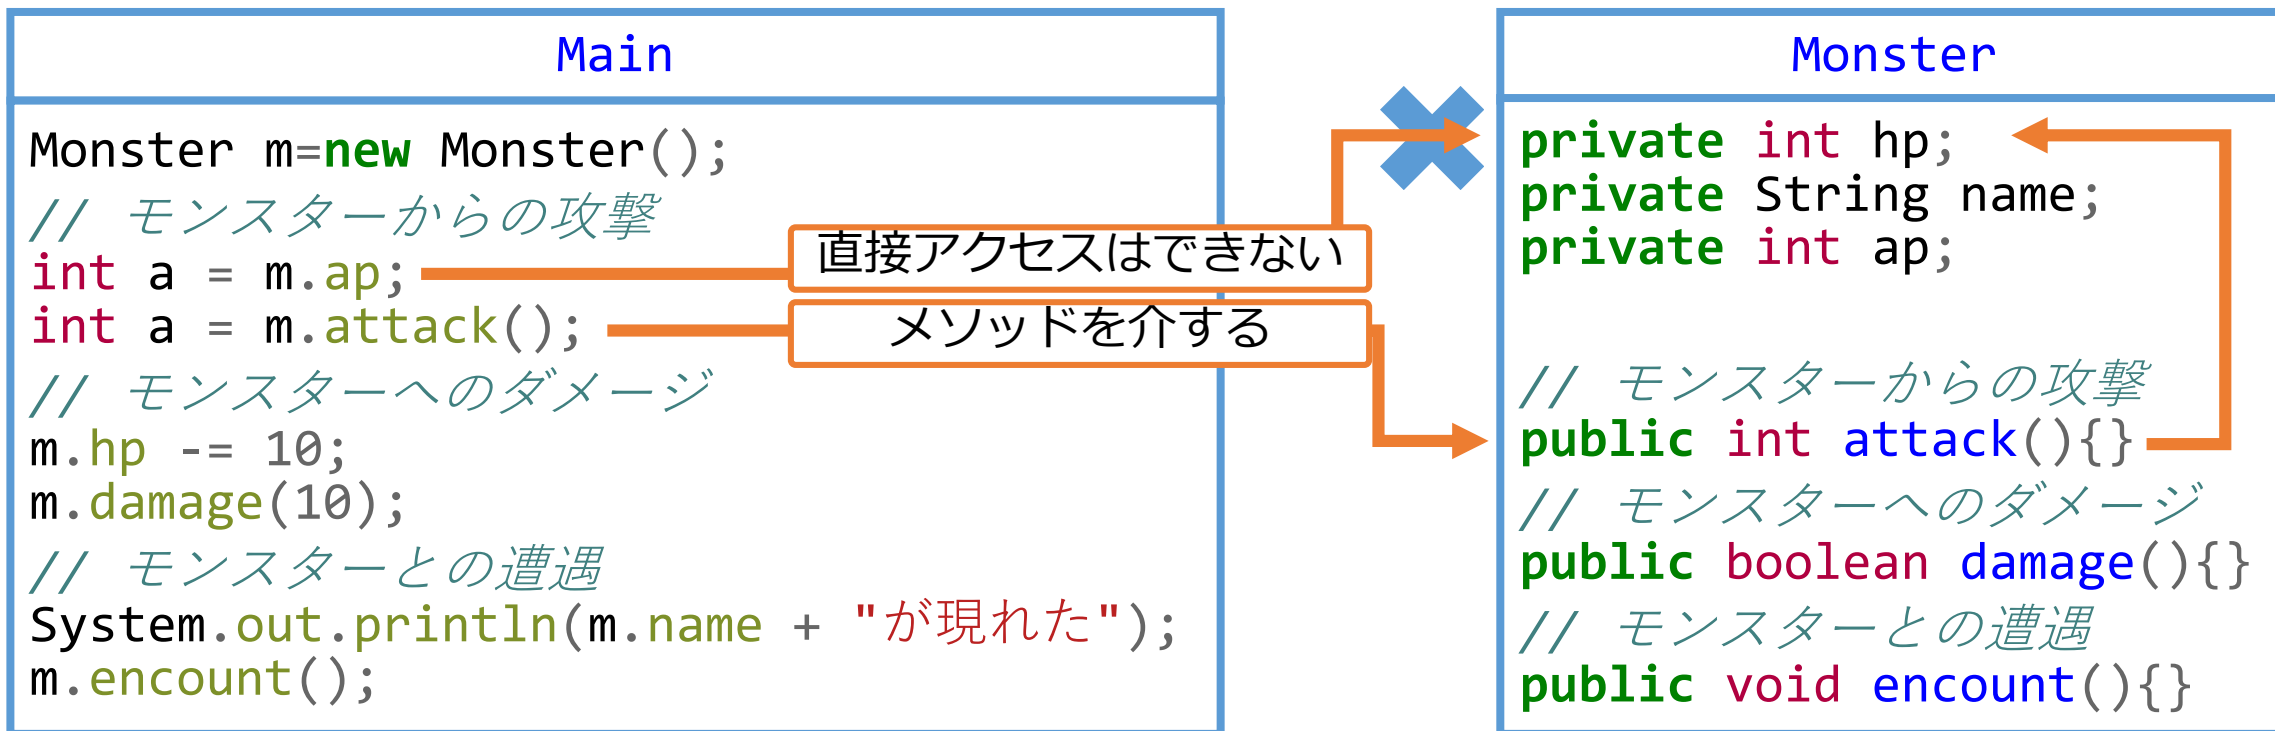 Main
Monster m=new Monster();
// モンスターからの攻撃
int a = m.ap;
int a = m.attack();
// モンスターへのダメージ
m.hp -= 10;
m.damage(10);
// モンスターとの遭遇
System.out.println(m.name + "が現れた");
m.encount();
直接アクセスはできない
メソッドを介する
Monster
private int hp;
private String name;
private int ap;
// モンスターからの攻撃
public int attack(){}
// モンスターへのダメージ
public boolean damage(){}
// モンスターとの遭遇
public void encount(){}